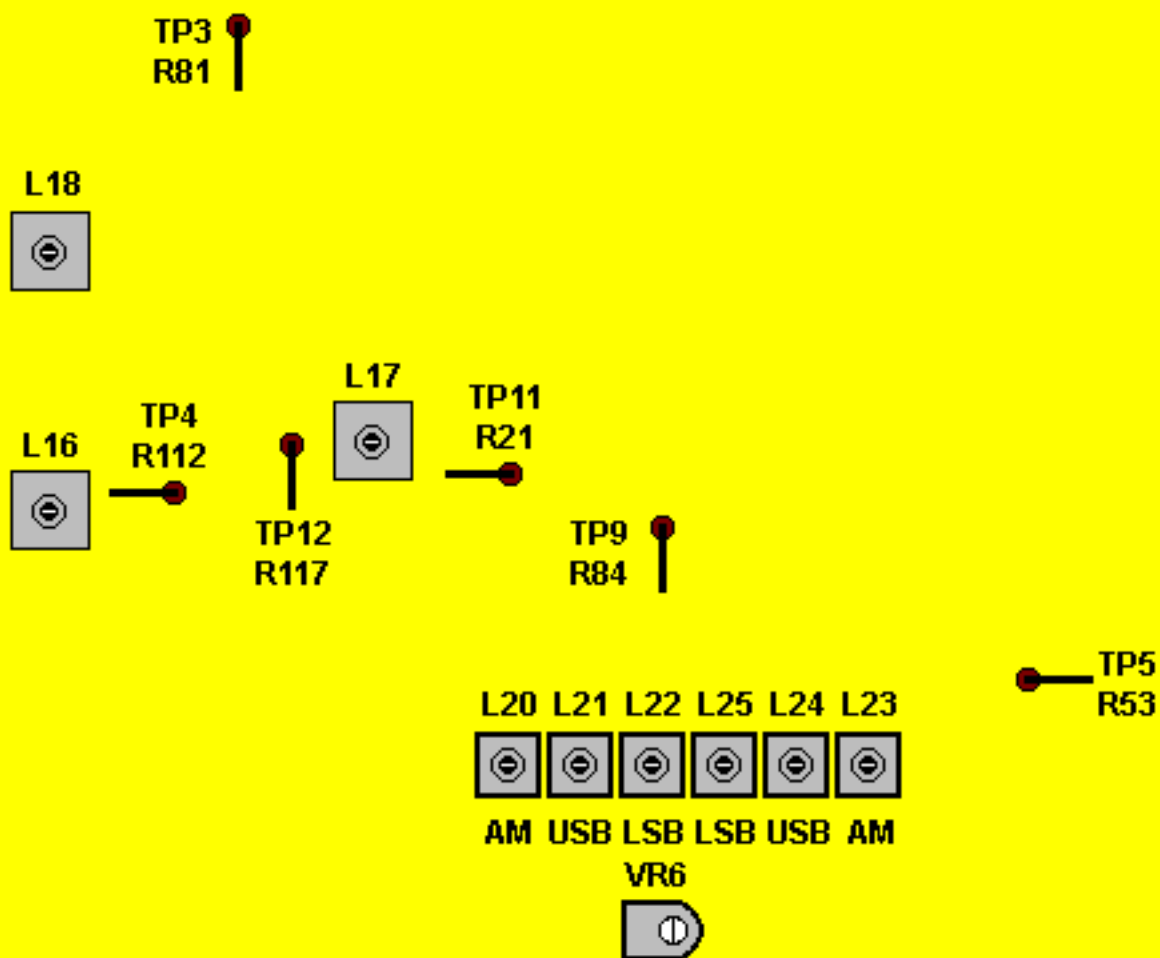 TP3
R81
L18
L17
TP11
R21
TP4
R112
L16
TP12
R117
TP9
R84
TP5
R53
L20 L21 L22 L25 L24 L23
AM USB LSB LSB USB AM
VR6